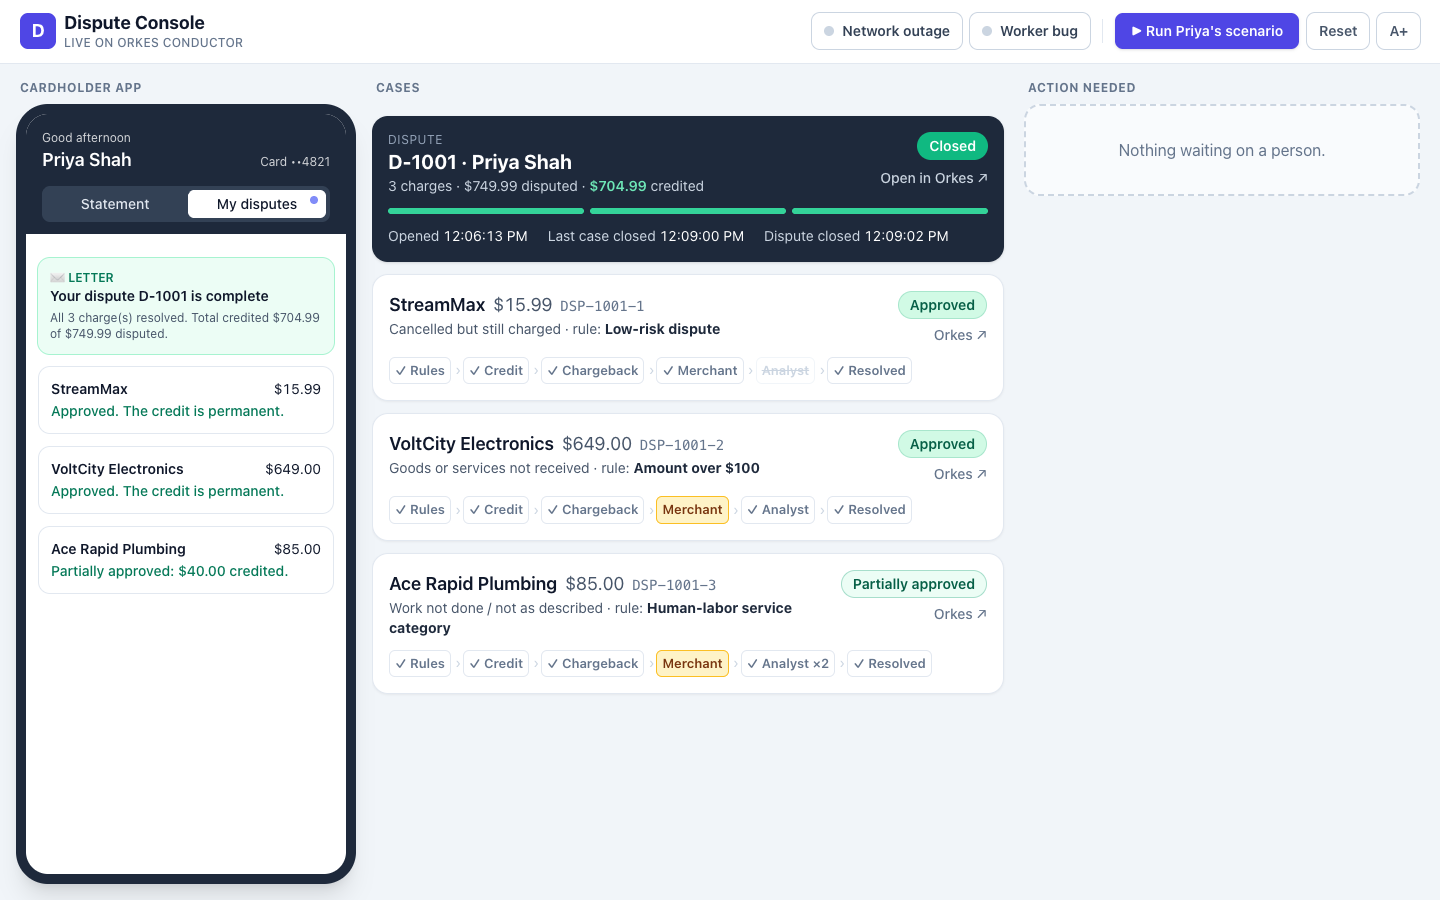 D
Dispute Console
LIVE ON ORKES CONDUCTOR
Network outage
Worker bug
▶ Run Priya's scenario
Reset
A+
CARDHOLDER APP
Good afternoon
Priya Shah
Card ••4821
Statement
My disputes
LETTER
Your dispute D-1001 is complete
All 3 charge(s) resolved. Total credited $704.99
of $749.99 disputed.
StreamMax $15.99
Approved. The credit is permanent.
VoltCity Electronics $649.00
Approved. The credit is permanent.
Ace Rapid Plumbing $85.00
Partially approved: $40.00 credited.
CASES
DISPUTE
D-1001 · Priya Shah
3 charges · $749.99 disputed · $704.99 credited
Closed
Open in Orkes ↗
Opened 12:06:13 PM Last case closed 12:09:00 PM Dispute closed 12:09:02 PM
StreamMax $15.99 DSP-1001-1
Approved
Cancelled but still charged · rule: Low-risk dispute
Orkes ↗
✓ Rules › ✓ Credit › ✓ Chargeback › ✓ Merchant › Analyst › ✓ Resolved
VoltCity Electronics $649.00 DSP-1001-2
Approved
Goods or services not received · rule: Amount over $100
Orkes ↗
✓ Rules › ✓ Credit › ✓ Chargeback › Merchant › ✓ Analyst › ✓ Resolved
Ace Rapid Plumbing $85.00 DSP-1001-3
Partially approved
Work not done / not as described · rule: Human-labor service
category
Orkes ↗
✓ Rules › ✓ Credit › ✓ Chargeback › Merchant › ✓ Analyst ×2 › ✓ Resolved
ACTION NEEDED
Nothing waiting on a person.